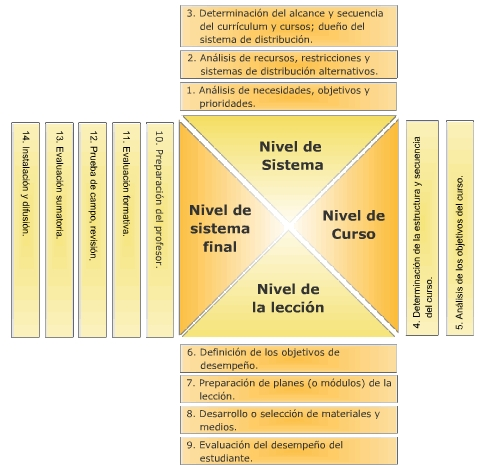 3. Determinación del alcance y secuencia
del currículum y cursos; dueño del
sistema de distribución.
2. Análisis de recursos, restricciones y
sistemas de distribución alternativos.
1. Análisis de necesidades, objetivos y
prioridades.
14. Instalación y difusión.
13. Evaluación sumatoria.
12. Prueba de campo, revisión,
11. Evaluación formativa.
10. Preparación del profesor.
Nivel de
Sistema
Nivel de
sistema
final
Nivel de
Curso
Nivel de
la lección
4. Determinación de la estructura y secuencia
del curso.
5. Análisis de los objetivos del curso.
6. Definición de los objetivos de
desempeño.
7. Preparación de planes (o módulos) de la
lección.
8. Desarrollo o selección de materiales y
medios.
9. Evaluación del desempeño del
estudiante.